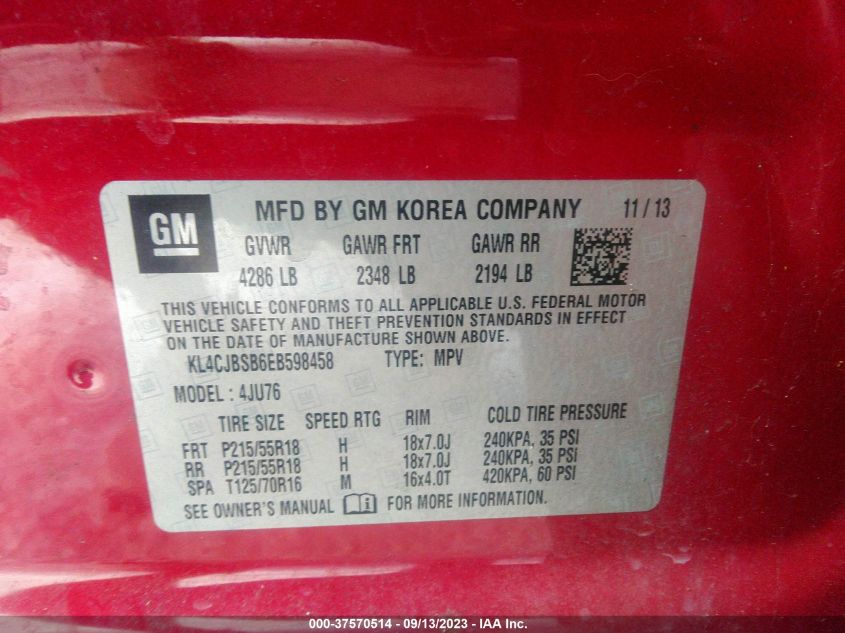 GM
MFD BY GM KOREA COMPANY 11 / 13
GVWR GAWR FRT GAWR RR
4286 LB 2348 LB 2194 LB
THIS VEHICLE CONFORMS TO ALL APPLICABLE U.S. FEDERAL MOTOR
VEHICLE SAFETY AND THEFT PREVENTION STANDARDS IN EFFECT
ON THE DATE OF MANUFACTURE SHOWN ABOVE.
KL4CJBSB6EB598458 TYPE: MPV
MODEL : 4JU76
TIRE SIZE SPEED RTG RIM COLD TIRE PRESSURE
FRT P215/55R18 H 18x7.0J 240KPA, 35 PSI
RR P215/55R18 H 18x7.0J 240KPA, 35 PSI
SPA T125/70R16 M 16x4.0T 420KPA, 60 PSI
SEE OWNER'S MANUAL FOR MORE INFORMATION.
000-37570514 - 09/13/2023 - IAA Inc.